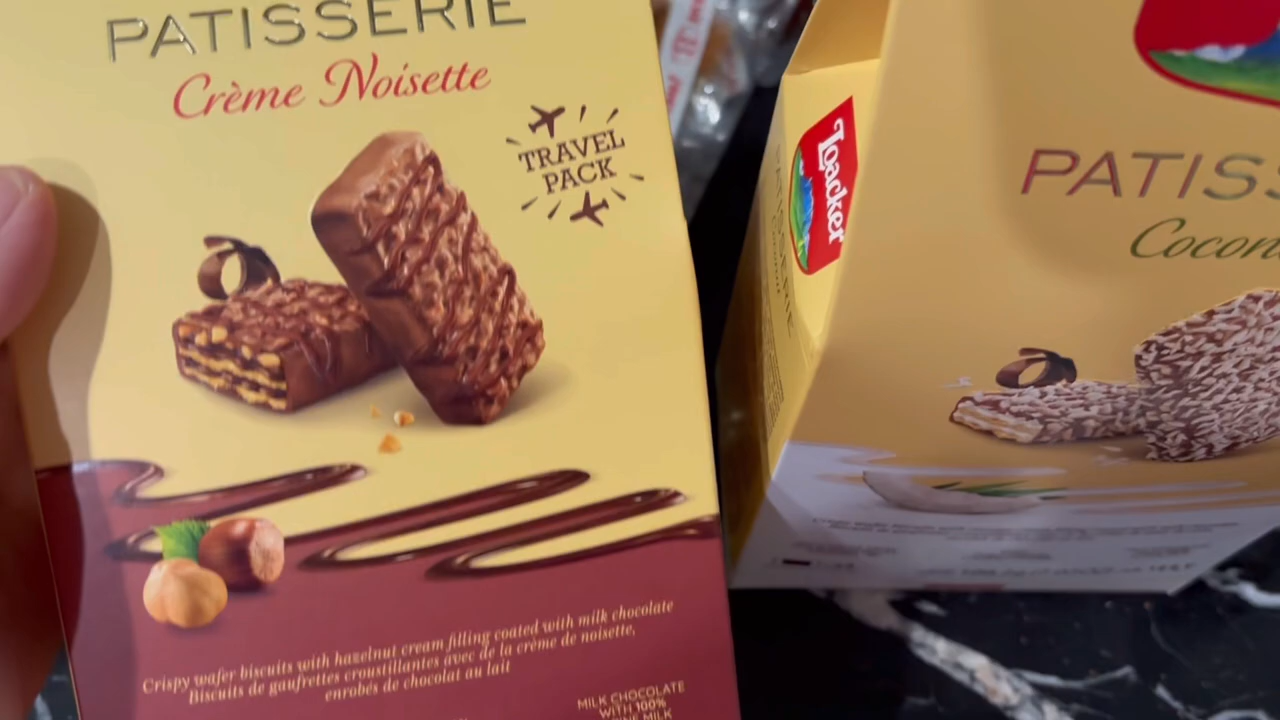 PATISSERIE
Crème Noisette
TRAVEL
PACK
Crispy wafer biscuits with hazelnut cream filling coated with milk chocolate
Biscuits de gaufrettes croustillantes avec de la crème de noisette,
enrobés de chocolat au lait
MILK CHOCOLATE
WITH 100%
MILK
Loacker
PATISSERIE
PATISS
Cocon